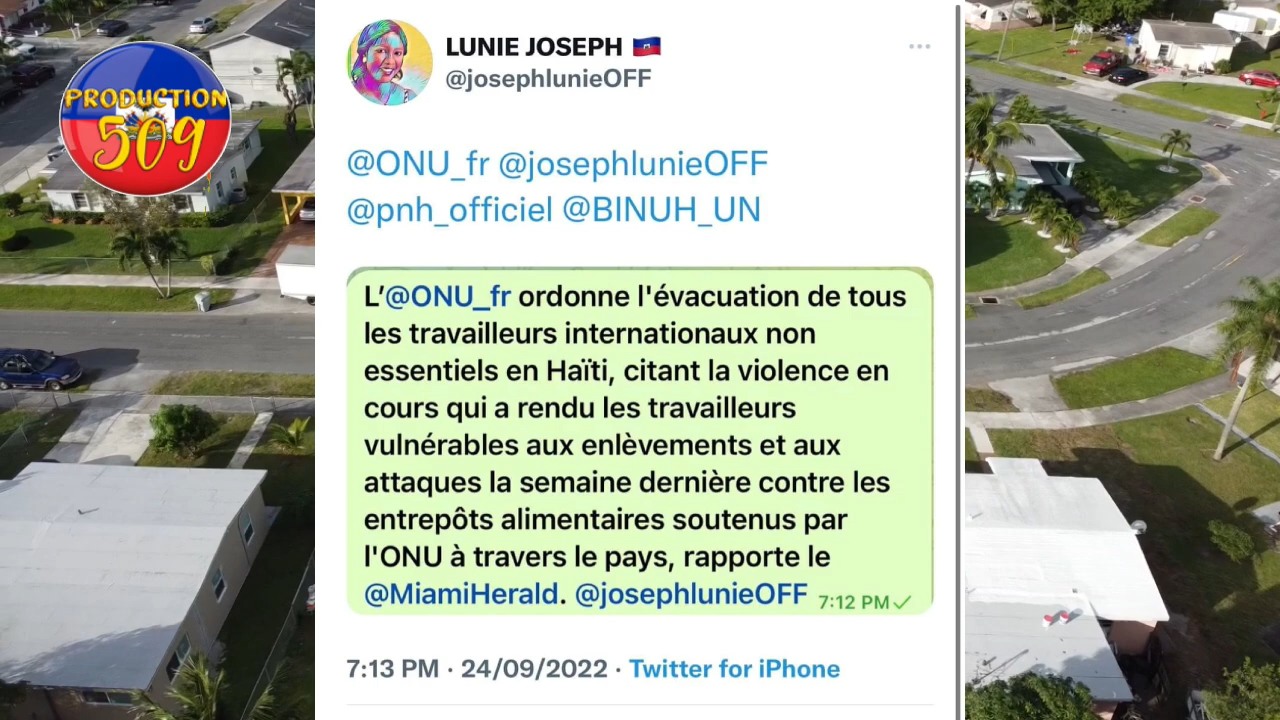 PRODUCTION
509
LUNIE JOSEPH 🇭🇹
@josephlunieOFF
@ONU_fr @josephlunieOFF
@pnh_officiel @BINUH_UN
L’@ONU_fr ordonne l'évacuation de tous
les travailleurs internationaux non
essentiels en Haïti, citant la violence en
cours qui a rendu les travailleurs
vulnérables aux enlèvements et aux
attaques la semaine dernière contre les
entrepôts alimentaires soutenus par
l'ONU à travers le pays, rapporte le
@MiamiHerald. @josephlunieOFF 7:12 PM✓
7:13 PM · 24/09/2022 · Twitter for iPhone